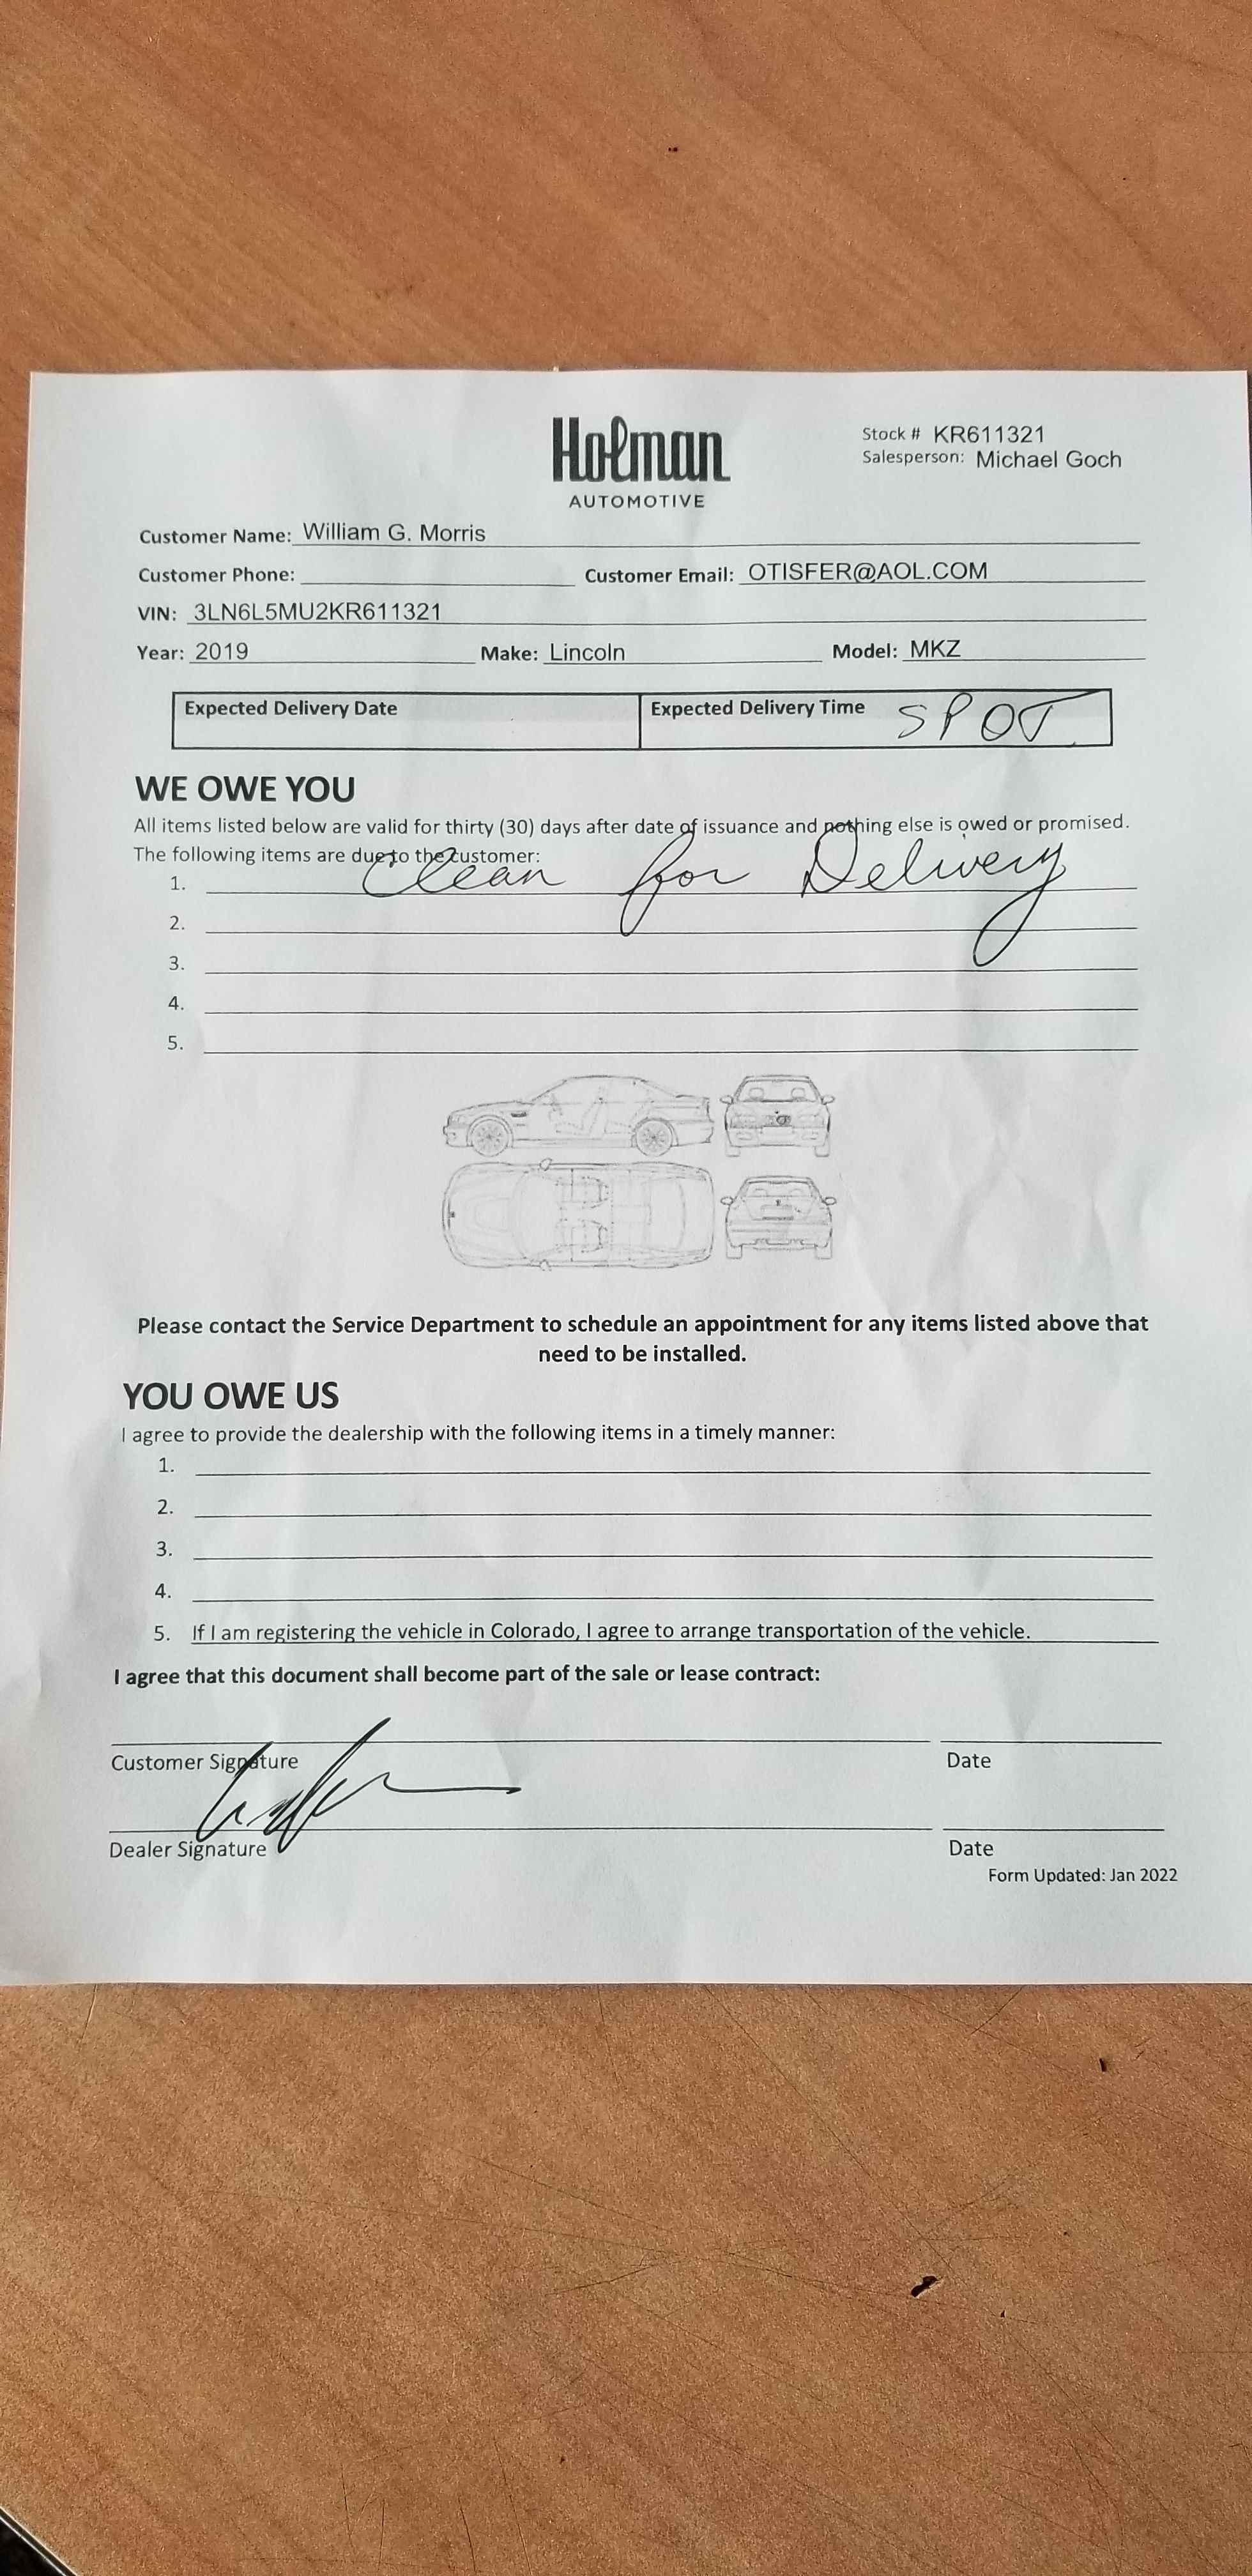 Holman
AUTOMOTIVE
Stock # KR611321
Salesperson: Michael Goch
Customer Name: William G. Morris
Customer Phone: Customer Email: OTISFER@AOL.COM
VIN: 3LN6L5MU2KR611321
Year: 2019 Make: Lincoln Model: MKZ
Expected Delivery Date Expected Delivery Time SPOT
WE OWE YOU
All items listed below are valid for thirty (30) days after date of issuance and nothing else is owed or promised.
The following items are due to the customer:
1. Clean for Delivery
2.
3.
4.
5.
Please contact the Service Department to schedule an appointment for any items listed above that
need to be installed.
YOU OWE US
I agree to provide the dealership with the following items in a timely manner:
1.
2.
3.
4.
5. If I am registering the vehicle in Colorado, I agree to arrange transportation of the vehicle.
I agree that this document shall become part of the sale or lease contract:
Customer Signature Date
Dealer Signature Date
Form Updated: Jan 2022